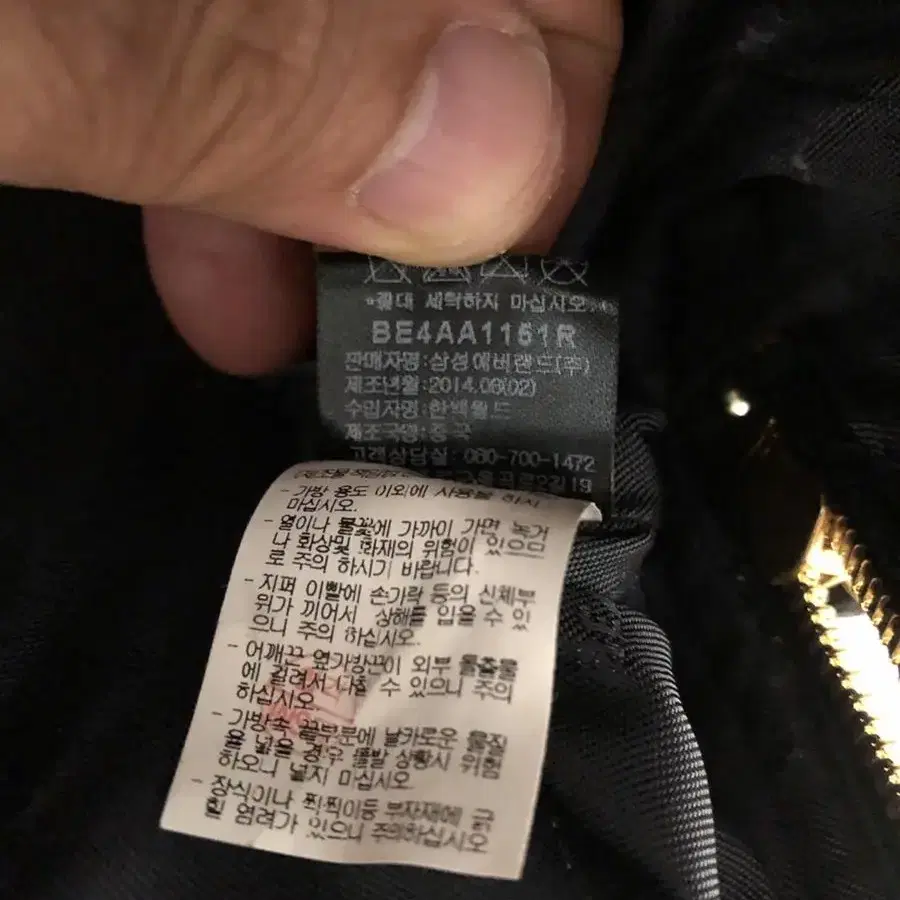 *절대 세탁하지 마십시오.*
BE4AA1151R
판매자명:삼성에버랜드(주)
제조년월:2014.09(02)
수입자명:한백월드
제조국명:중국
고객상담실:080-700-1472
2길19
- 가방 용도 이외에 사용을 하지
마십시오.
- 열이나 불꽃에 가까이 가면 녹거
나 화상및 화재의 위험이 있으므
로 주의 하시기 바랍니다.
- 지퍼 이빨에 손가락 등의 신체부
위가 끼어서 상해를 입을수 있
으니 주의 하십시오.
- 어깨끈 옆가방끈이 외부 돌출물
에 걸려서 다칠 수 있으니 주의
하십시오.
- 가방속 끝부분에 날카로운 물질
을 경우 돌발 상황시 위험
하오니 넣지 마십시오.
- 장식이나 찍찍이등 부자재에 긁
힐 염려가 있으니 주의하십시오